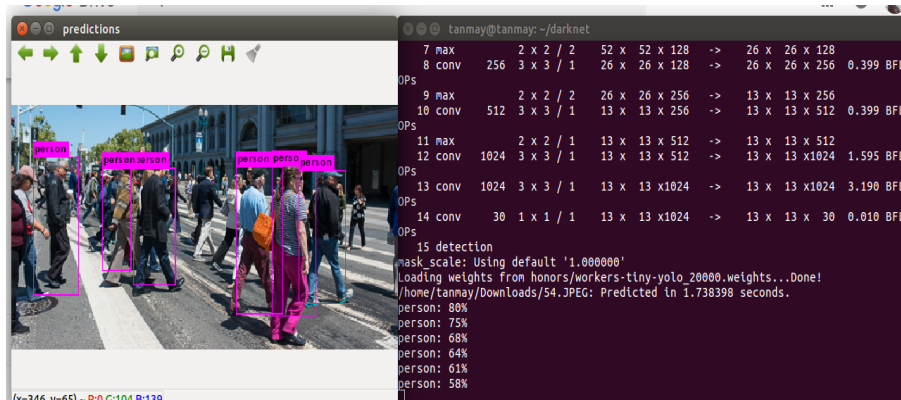 predictions
tanmay@tanmay: ~/darknet
person
person person
person perso person
(x=346, y=65) ~ R:0 G:104 B:139
7 max 2 x 2 / 2 52 x 52 x 128 -> 26 x 26 x 128
8 conv 256 3 x 3 / 1 26 x 26 x 128 -> 26 x 26 x 256 0.399 BFL
OPs
9 max 2 x 2 / 2 26 x 26 x 256 -> 13 x 13 x 256
10 conv 512 3 x 3 / 1 13 x 13 x 256 -> 13 x 13 x 512 0.399 BFL
OPs
11 max 2 x 2 / 1 13 x 13 x 512 -> 13 x 13 x 512
12 conv 1024 3 x 3 / 1 13 x 13 x 512 -> 13 x 13 x1024 1.595 BFL
OPs
13 conv 1024 3 x 3 / 1 13 x 13 x1024 -> 13 x 13 x1024 3.190 BFL
OPs
14 conv 30 1 x 1 / 1 13 x 13 x1024 -> 13 x 13 x 30 0.010 BFL
OPs
15 detection
mask_scale: Using default '1.000000'
Loading weights from honors/workers-tiny-yolo_20000.weights...Done!
/home/tanmay/Downloads/54.JPEG: Predicted in 1.738398 seconds.
person: 80%
person: 75%
person: 68%
person: 64%
person: 61%
person: 58%